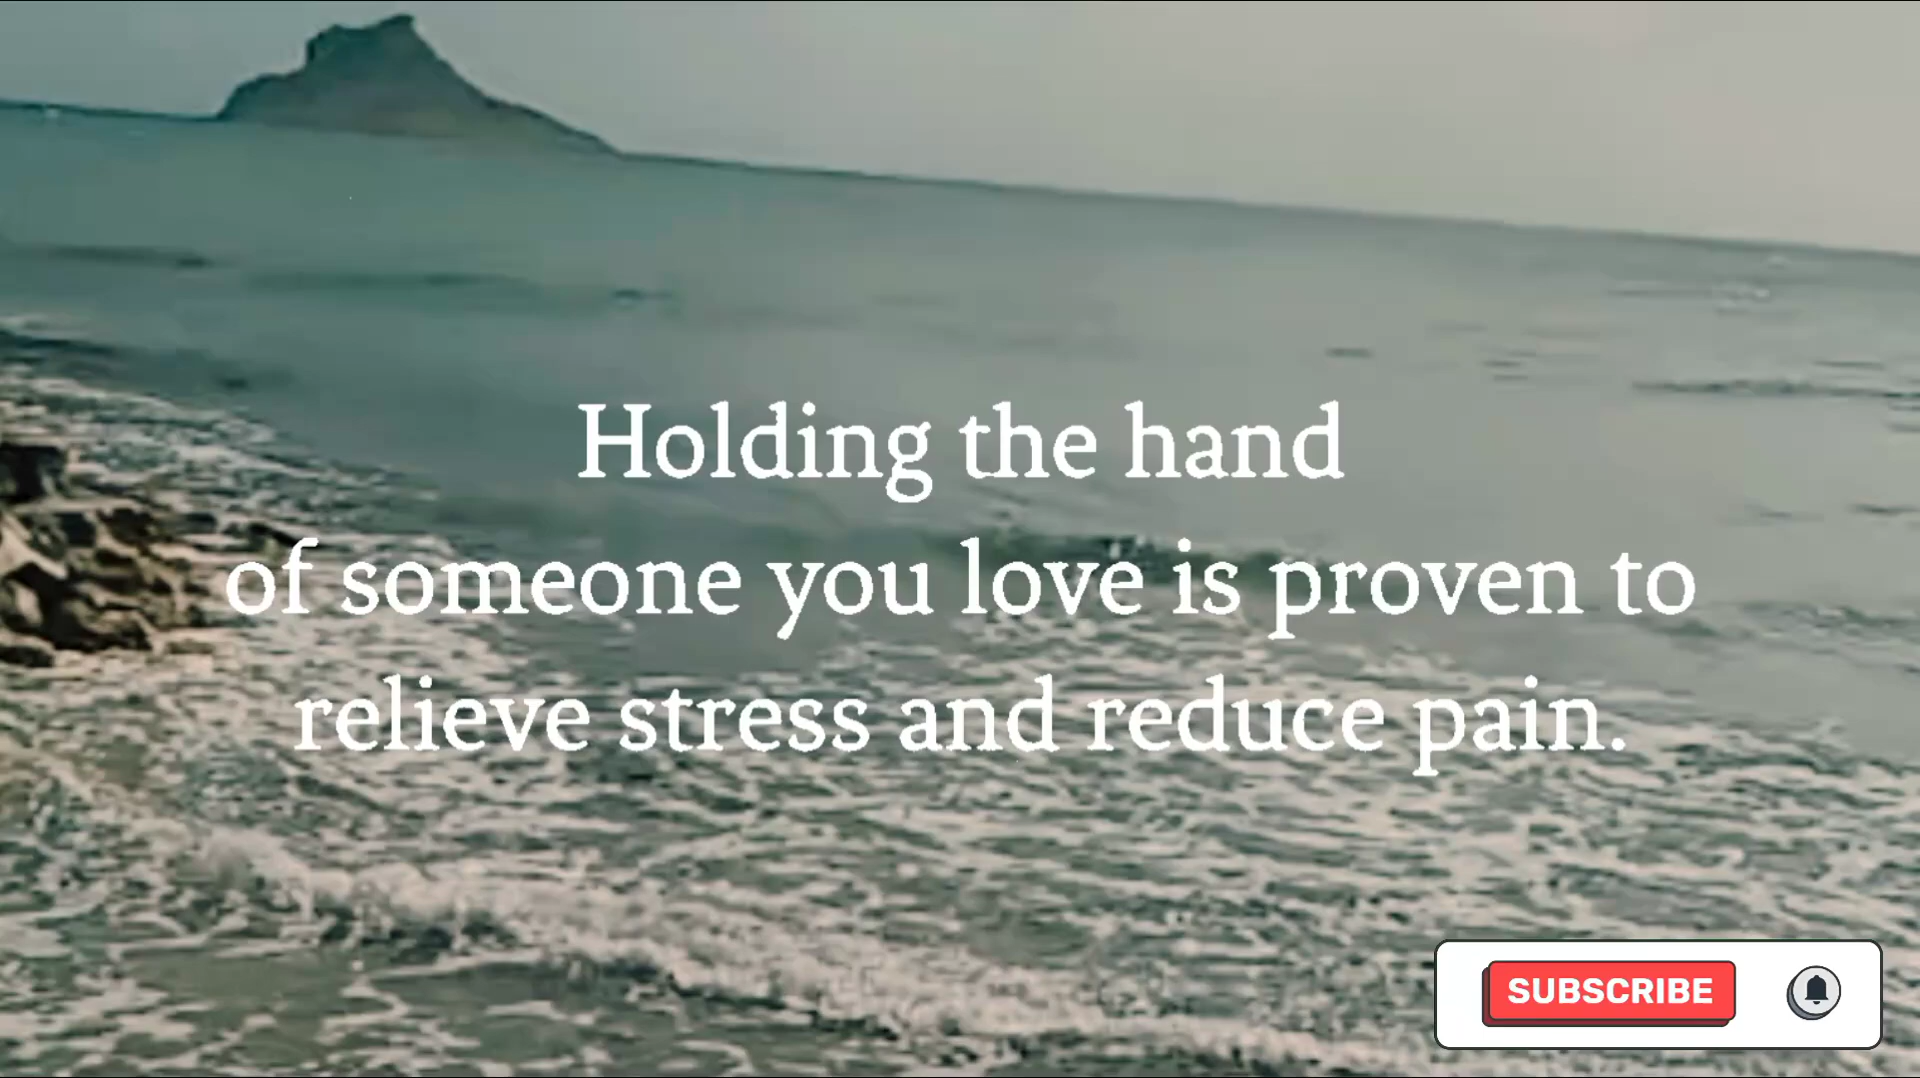 Holding the hand
of someone you love is proven to
relieve stress and reduce pain.
SUBSCRIBE